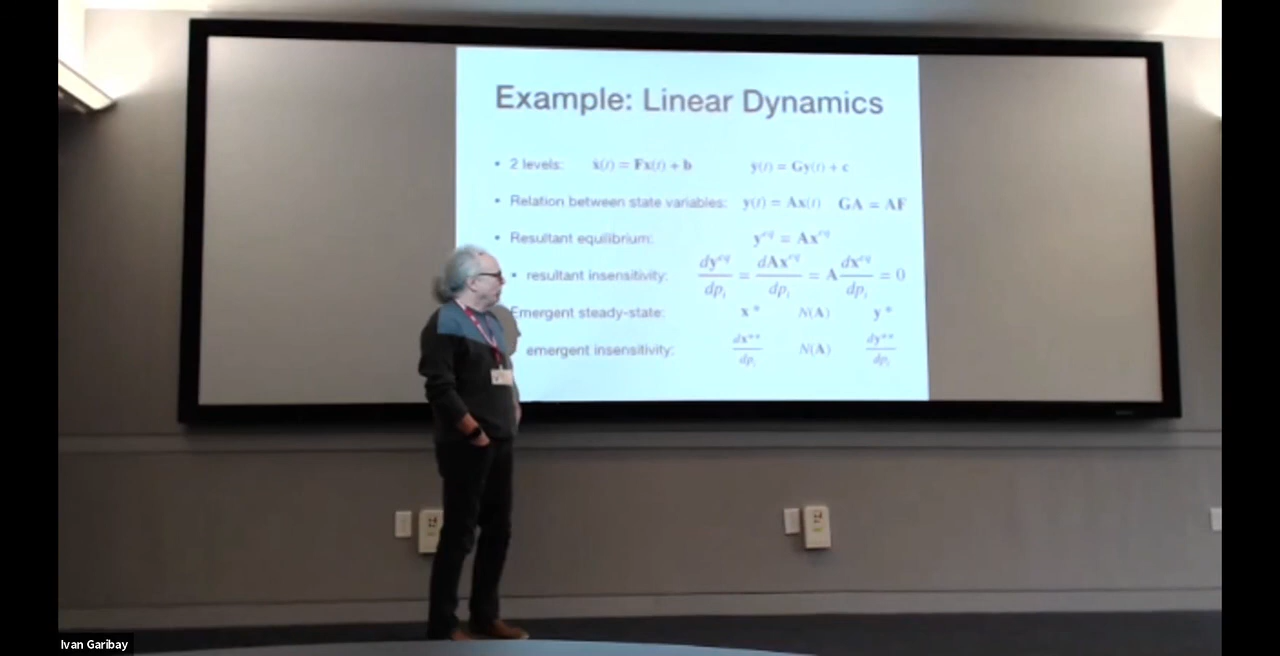 Example: Linear Dynamics
• 2 levels: ẋ(t) = Fx(t) + b ẏ(t) = Gy(t) + c
• Relation between state variables: y(t) = Ax(t) GA = AF
• Resultant equilibrium: y^eq = Ax^eq
• resultant insensitivity: dy^eq/dp_i = dAx^eq/dp_i = A dx^eq/dp_i = 0
Emergent steady-state: x* N(A) y*
emergent insensitivity: dx/dp_i N(A) dy/dp_i
Ivan Garibay